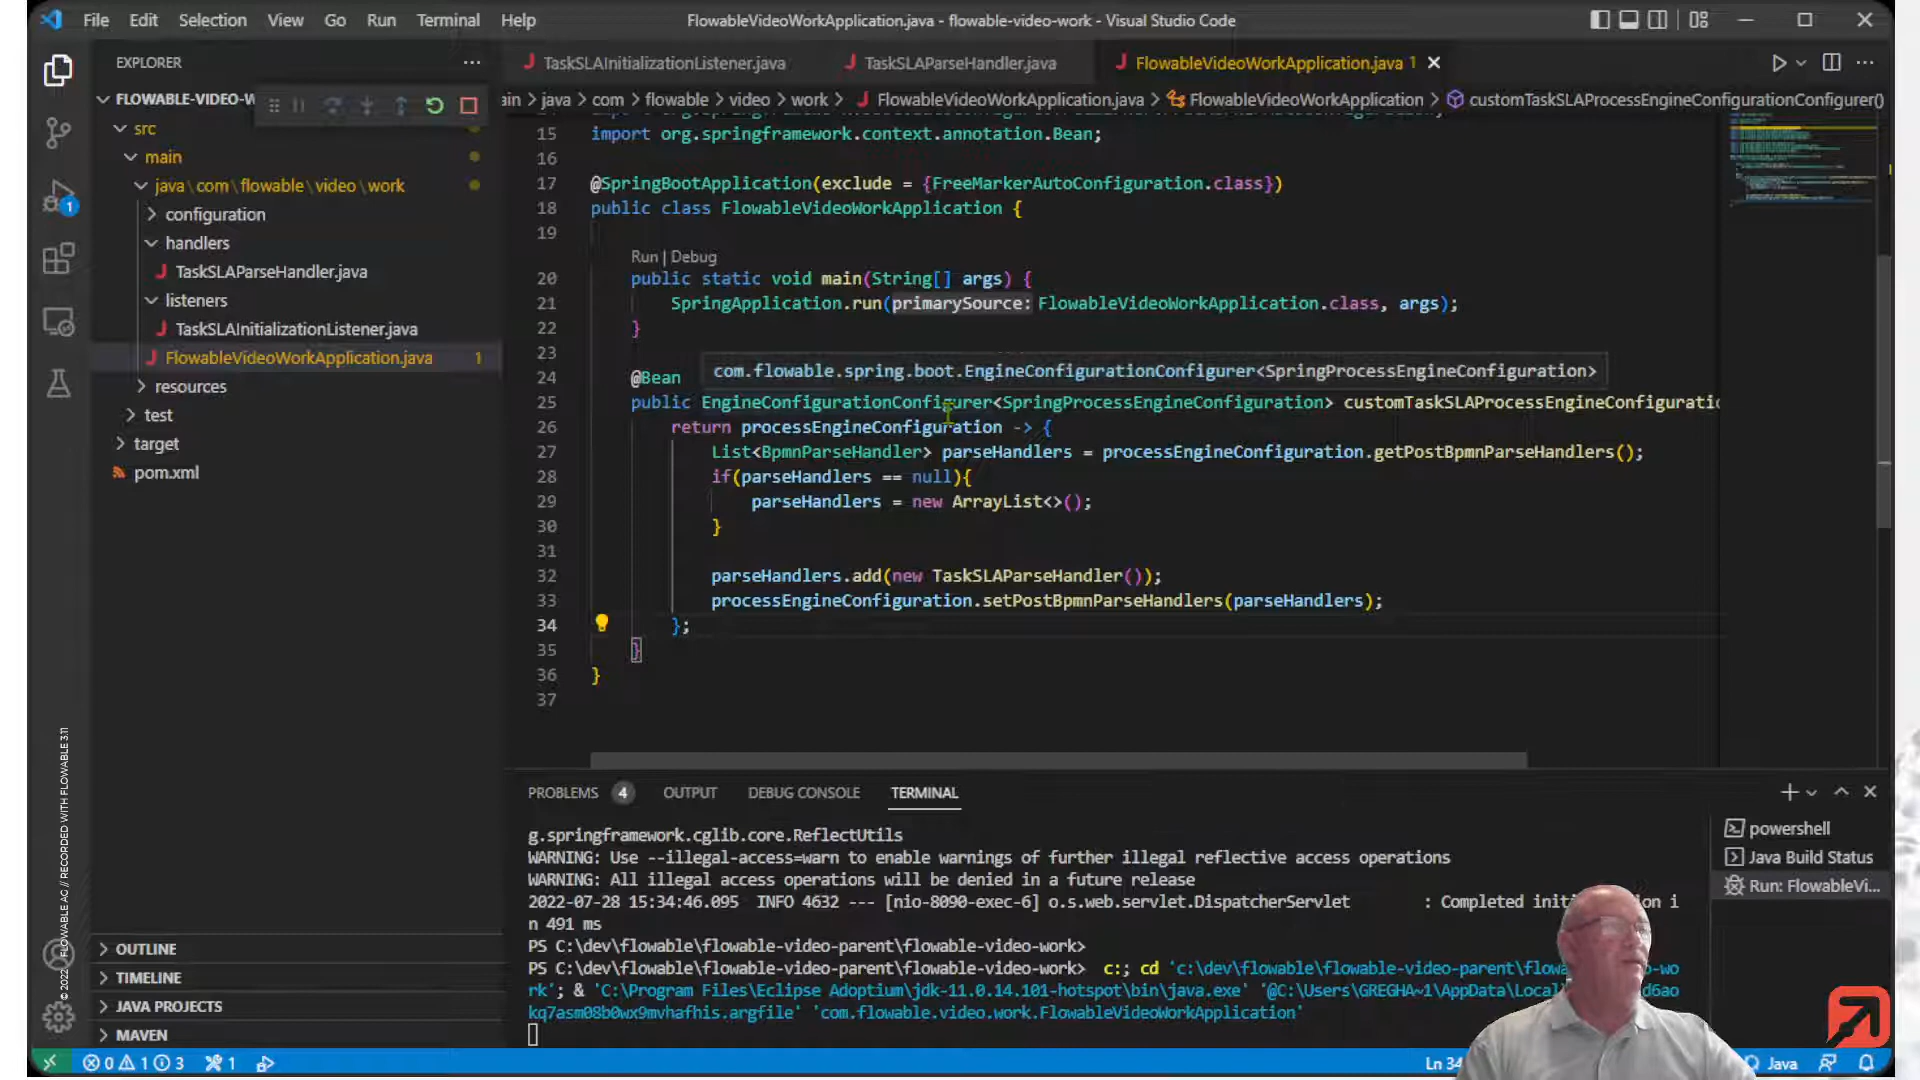 File Edit Selection View Go Run Terminal Help
FlowableVideoWorkApplication.java - flowable-video-work - Visual Studio Code
EXPLORER
FLOWABLE-VIDEO-W
src
main
java\com\flowable\video\work
configuration
handlers
TaskSLAParseHandler.java
listeners
TaskSLAInitializationListener.java
FlowableVideoWorkApplication.java 1
resources
test
target
pom.xml
OUTLINE
TIMELINE
JAVA PROJECTS
MAVEN
1
© 2022 FLOWABLE AG // RECORDED WITH FLOWABLE 3.11
TaskSLAInitializationListener.java
TaskSLAParseHandler.java
FlowableVideoWorkApplication.java 1
ain > java > com > flowable > video > work > FlowableVideoWorkApplication.java > FlowableVideoWorkApplication > customTaskSLAProcessEngineConfigurationConfigurer()
15 import org.springframework.context.annotation.Bean;
16
17 @SpringBootApplication(exclude = {FreeMarkerAutoConfiguration.class})
18 public class FlowableVideoWorkApplication {
19
Run | Debug
20 public static void main(String[] args) {
21 SpringApplication.run(primarySource: FlowableVideoWorkApplication.class, args);
22 }
23
com.flowable.spring.boot.EngineConfigurationConfigurer<SpringProcessEngineConfiguration>
24 @Bean
25 public EngineConfigurationConfigurer<SpringProcessEngineConfiguration> customTaskSLAProcessEngineConfiguratio
26 return processEngineConfiguration -> {
27 List<BpmnParseHandler> parseHandlers = processEngineConfiguration.getPostBpmnParseHandlers();
28 if(parseHandlers == null){
29 parseHandlers = new ArrayList<>();
30 }
31
32 parseHandlers.add(new TaskSLAParseHandler());
33 processEngineConfiguration.setPostBpmnParseHandlers(parseHandlers);
34 };
35 }
36 }
37
PROBLEMS 4 OUTPUT DEBUG CONSOLE TERMINAL
g.springframework.cglib.core.ReflectUtils
WARNING: Use --illegal-access=warn to enable warnings of further illegal reflective access operations
WARNING: All illegal access operations will be denied in a future release
2022-07-28 15:34:46.095 INFO 4632 --- [nio-8090-exec-6] o.s.web.servlet.DispatcherServlet : Completed i
n 491 ms
PS C:\dev\flowable\flowable-video-parent\flowable-video-work>
PS C:\dev\flowable\flowable-video-parent\flowable-video-work> c:; cd 'c:\dev\flowable\flowable-video-parent\flowa -wo
rk'; & 'C:\Program Files\Eclipse Adoptium\jdk-11.0.14.101-hotspot\bin\java.exe' '@C:\Users\GREGHA~1\AppData\Local d6ao
kq7asm08b0wx9mvhafhis.argfile' 'com.flowable.video.work.FlowableVideoWorkApplication'
powershell
Java Build Status
Run: FlowableVi...
0 1 3 1
Ln 34
Java